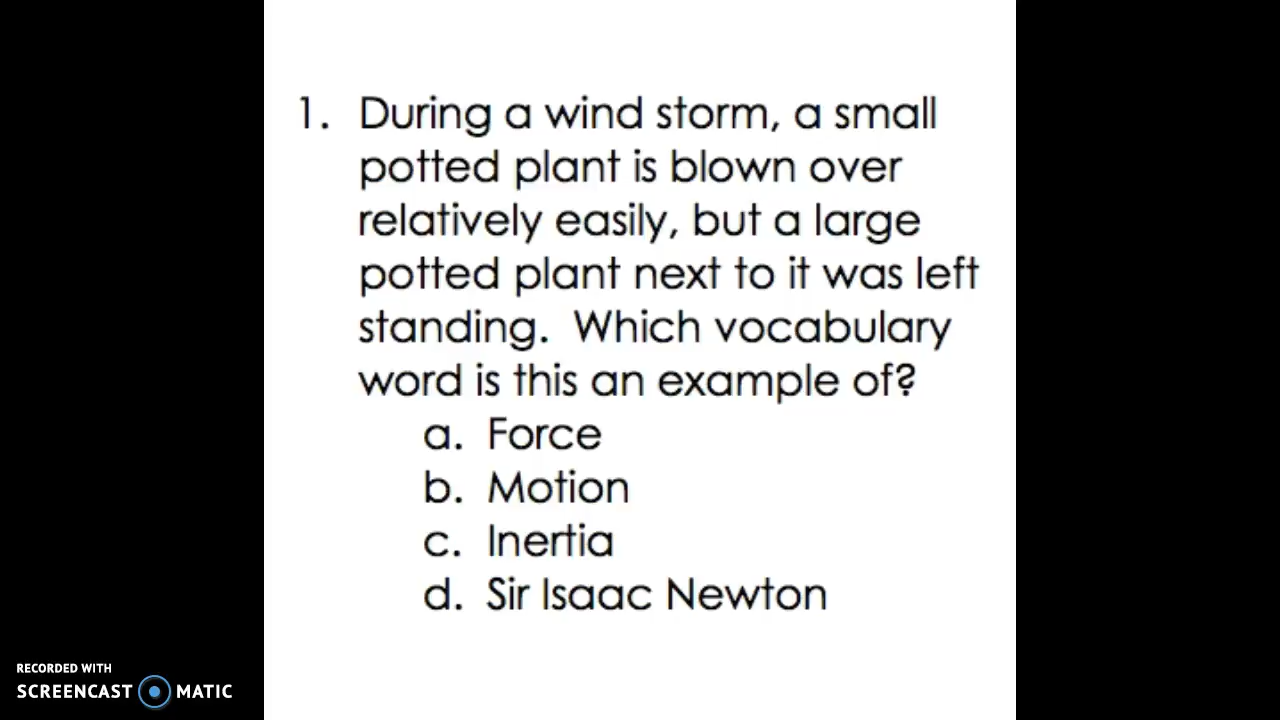 1. During a wind storm, a small
potted plant is blown over
relatively easily, but a large
potted plant next to it was left
standing. Which vocabulary
word is this an example of?
a. Force
b. Motion
c. Inertia
d. Sir Isaac Newton
RECORDED WITH
SCREENCAST MATIC